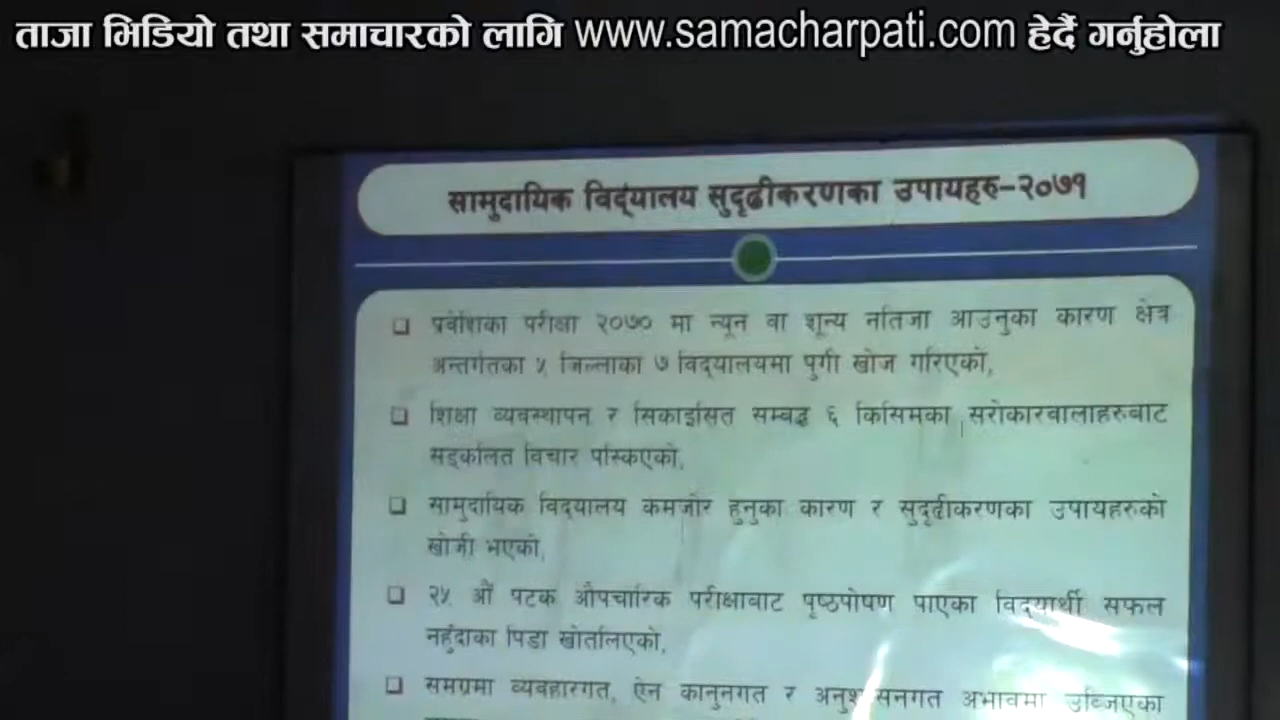 ताजा भिडियो तथा समाचारको लागि www.samacharpati.com हेर्दै गर्नुहोला
सामुदायिक विद्यालय सुदृढीकरणका उपायहरु-२०७१
❑ प्रवेशिका परीक्षा २०७० मा न्यून वा शून्य नतिजा आउनुका कारण क्षेत्र
अन्तर्गतका ५ जिल्लाका ७ विद्यालयमा पुगी खोज गरिएको,
❑ शिक्षा व्यवस्थापन र सिकाइसित सम्बद्ध ६ किसिमका सरोकारवालाहरुबाट
सङ्कलित विचार पस्किएको,
❑ सामुदायिक विद्यालय कमजोर हुनुका कारण र सुदृढीकरणका उपायहरुको
खोजी भएको,
❑ २५ औं पटक औपचारिक परीक्षाबाट पृष्ठपोषण पाएका विद्यार्थी सफल
नहुँदाका पिडा खोतलिएको,
❑ समग्रमा व्यवहारगत, ऐन कानुनगत र अनुशासनगत अभावमा उब्जिएका